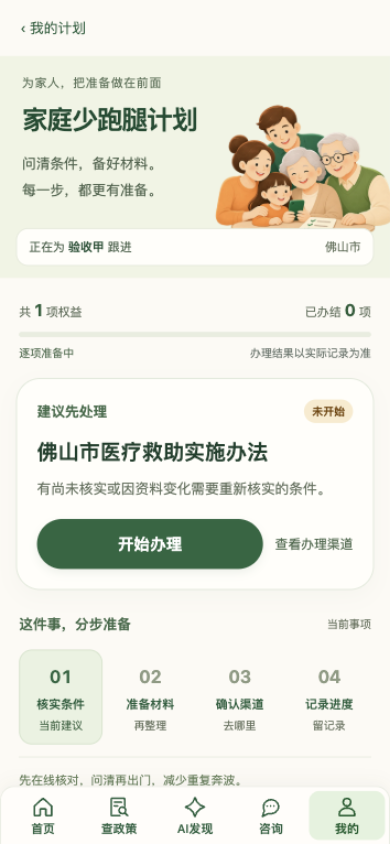 ‹ 我的计划
为家人，把准备做在前面
家庭少跑腿计划
问清条件，备好材料。
每一步，都更有准备。
正在为 验收甲 跟进 佛山市
共 1 项权益 已办结 0 项
逐项准备中 办理结果以实际记录为准
建议先处理 未开始
佛山市医疗救助实施办法
有尚未核实或因资料变化需要重新核实的条件。
开始办理 查看办理渠道
这件事，分步准备 当前事项
01 02 03 04
核实条件 准备材料 确认渠道 记录进度
当前建议 再整理 去哪里 留记录
先在线核对，问清再出门，减少重复奔波。
首页 查政策 AI发现 咨询 我的